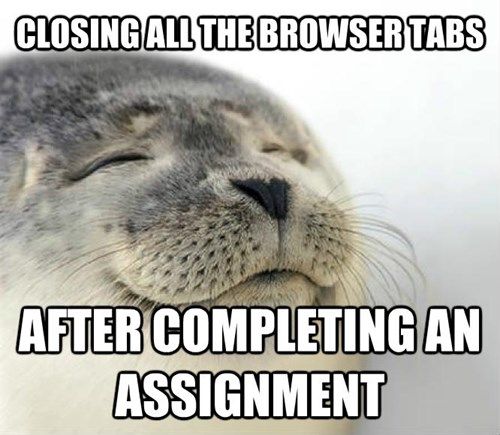 CLOSING ALL THE BROWSER TABS
AFTER COMPLETING AN
ASSIGNMENT